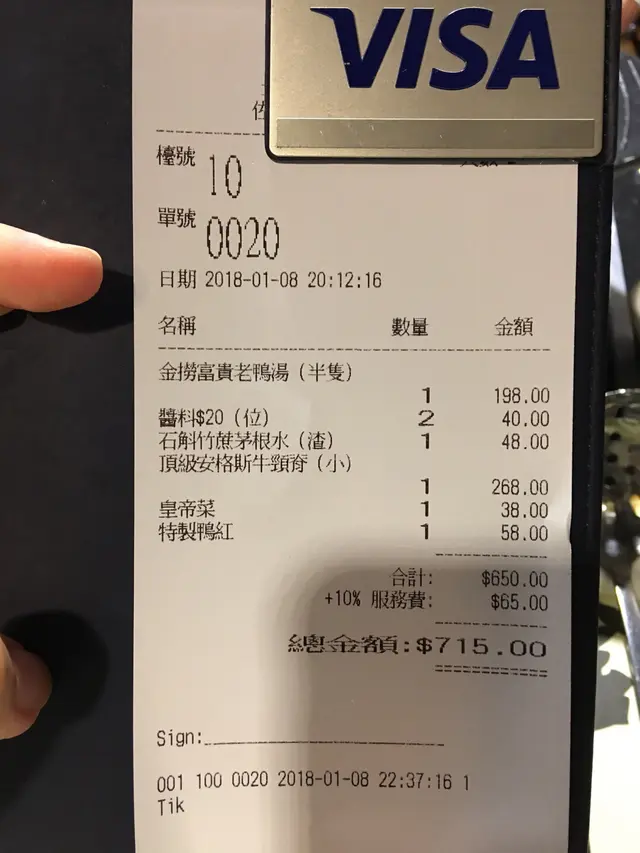 VISA
檯號 10
單號 0020
日期 2018-01-08 20:12:16
名稱 數量 金額
金撈富貴老鴨湯（半隻）
1 198.00
醬料$20（位） 2 40.00
石斛竹蔗茅根水（渣） 1 48.00
頂級安格斯牛頸脊（小）
1 268.00
皇帝菜 1 38.00
特製鴨紅 1 58.00
合計: $650.00
+10% 服務費: $65.00
總金額:$715.00
Sign:
001 100 0020 2018-01-08 22:37:16 1
Tik